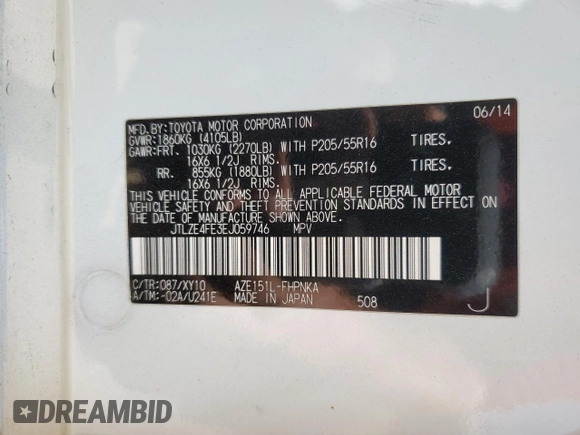 MFD.BY:TOYOTA MOTOR CORPORATION 06/14
GVWR:1860KG (4105LB)
GAWR:FRT. 1030KG (2270LB) WITH P205/55R16 TIRES.
16X6 1/2J RIMS.
RR. 855KG (1880LB) WITH P205/55R16 TIRES.
16X6 1/2J RIMS.
THIS VEHICLE CONFORMS TO ALL APPLICABLE FEDERAL MOTOR
VEHICLE SAFETY AND THEFT PREVENTION STANDARDS IN EFFECT ON
THE DATE OF MANUFACTURE SHOWN ABOVE.
JTLZE4FE3EJ059746 MPV
C/TR:087/XY10 AZE151L-FHPNKA
A/TM:-02A/U241E MADE IN JAPAN 508 J
DREAMBID